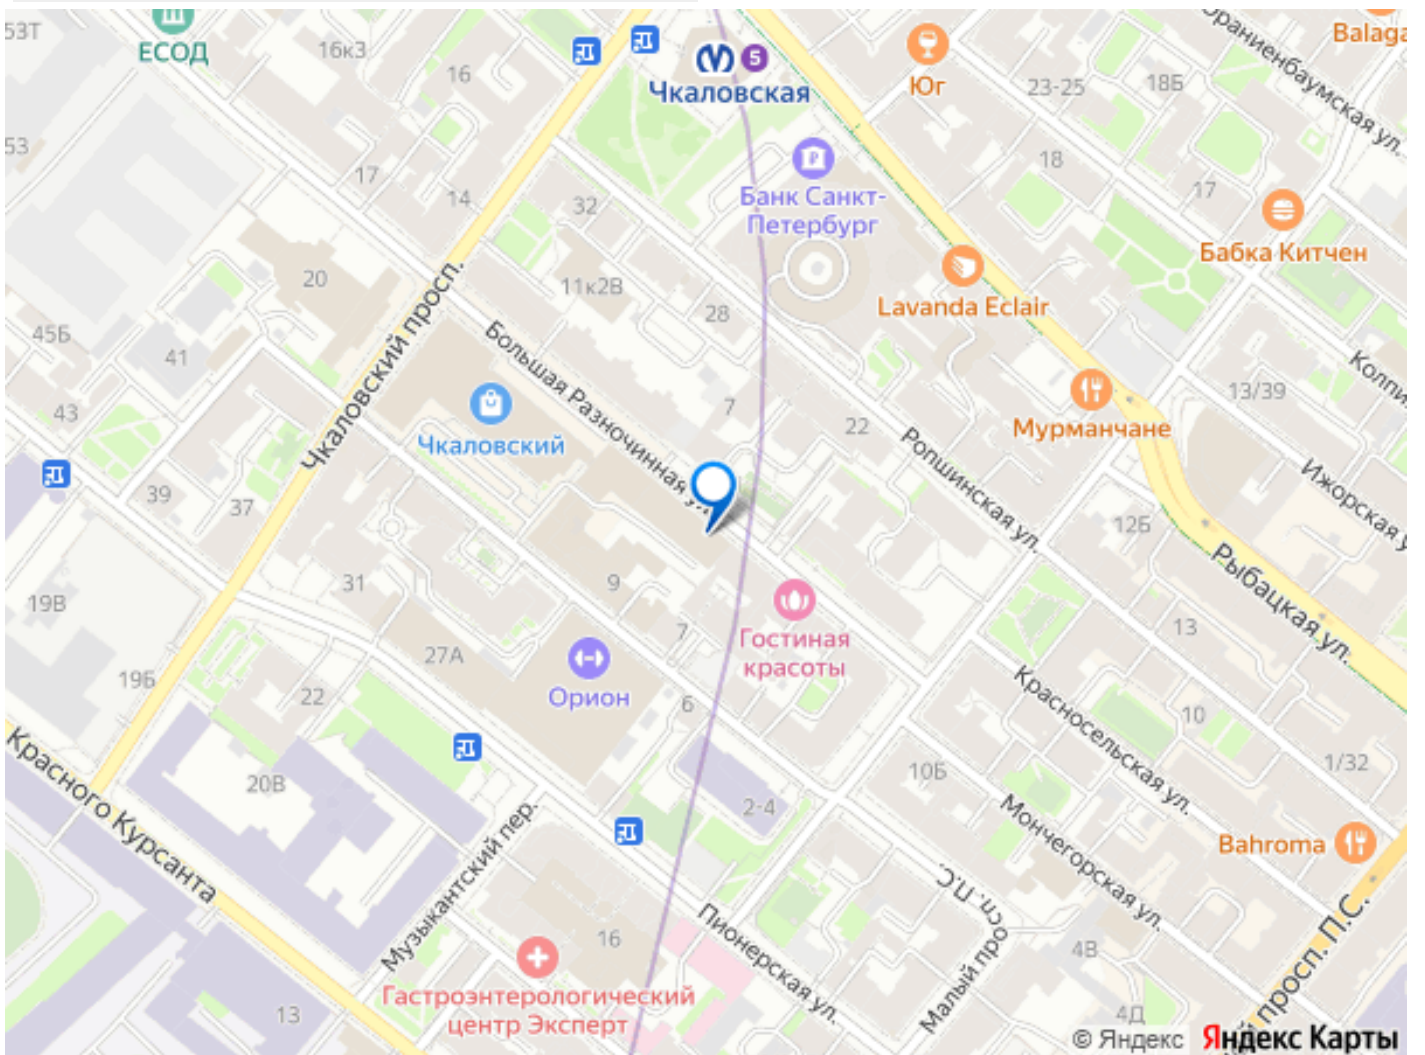 53Т
ЕСОД
16к3
16
5
Чкаловская
Юг
23-25
18Б
Ораниенбаумская ул.
Balaga
53
17
14
32
Банк Санкт-
Петербург
18
17
Бабка Китчен
20
11к2В
28
Lavanda Eclair
45Б
41
Чкаловский просп.
Большая Разночинная ул.
7
22
Мурманчане
13/39
Колпи
43
Чкаловский
Ропшинская ул.
Ижорская у
39
37
12Б
Рыбацкая ул.
19В
31
9
7
Гостиная
красоты
13
19Б
27А
Орион
22
6
Красносельская ул.
10
1/32
Красного Курсанта
20В
10Б
2-4
Мончегорская ул.
Bahroma
Музыкантский пер.
Пионерская ул.
Малый просп. П.С.
16
4В
й просп. П.С.
Гастроэнтерологический
центр Эксперт
13
4Д
© Яндекс Яндекс Карты